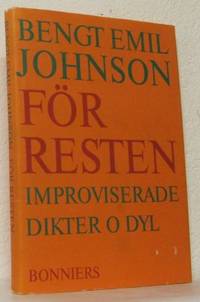 BENGT EMIL
JOHNSON
FÖR
RESTEN
IMPROVISERADE
DIKTER O DYL
BONNIERS